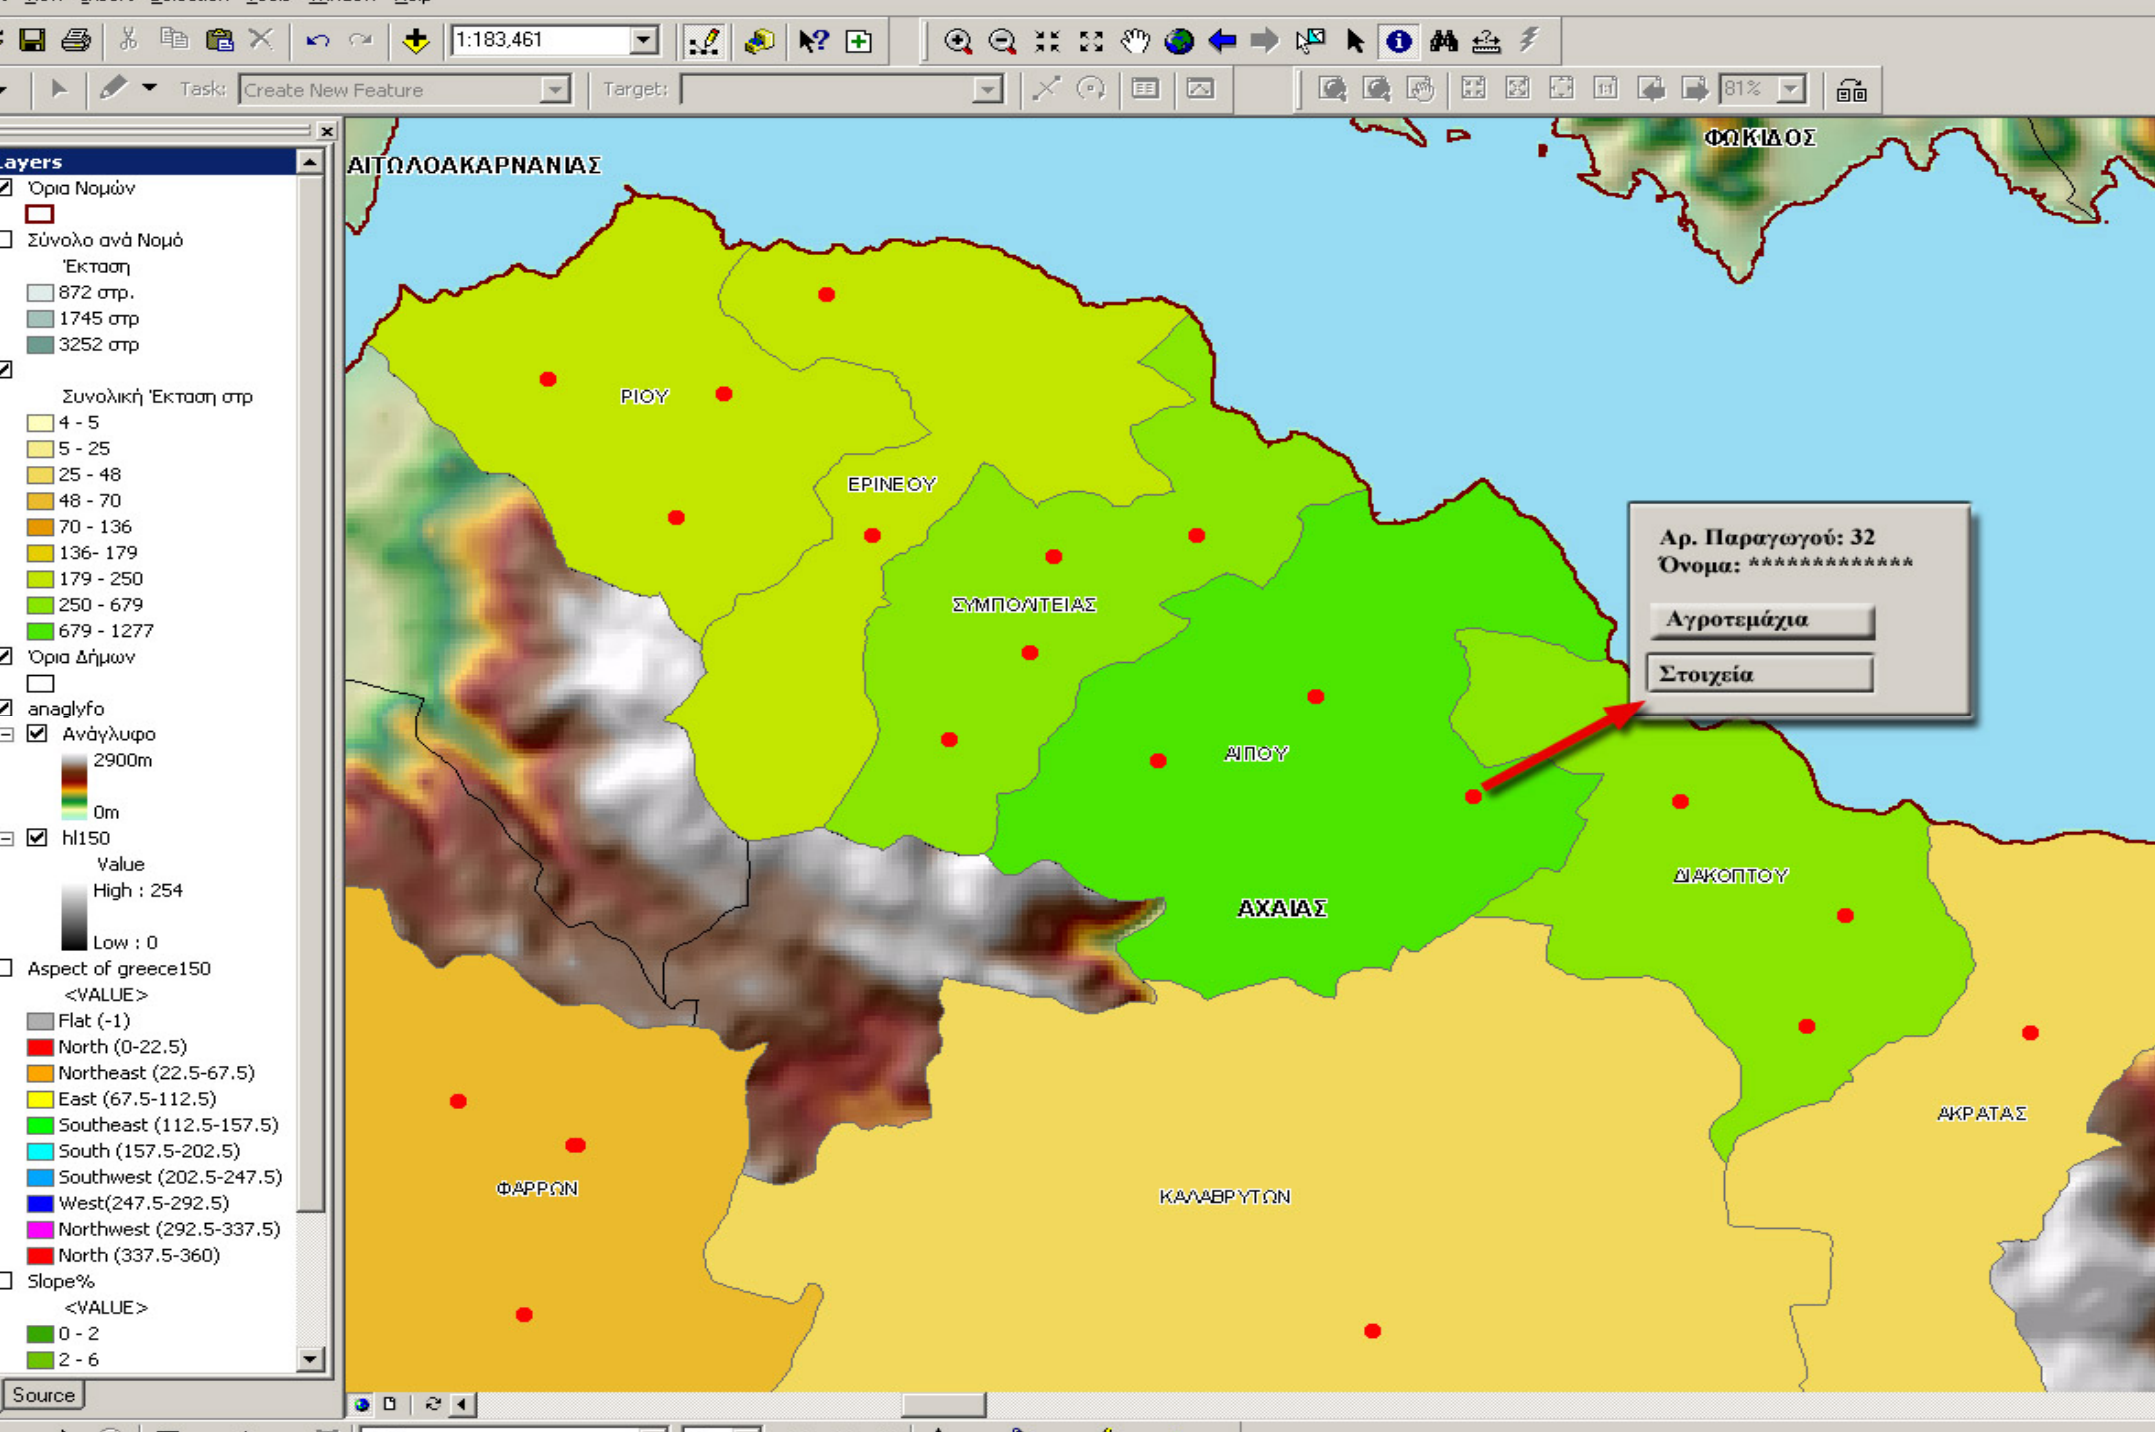 1:183,461
Task: Create New Feature
Target:
81%
Layers
Όρια Νομών
Σύνολο ανά Νομό
Έκταση
872 στρ.
1745 στρ
3252 στρ
Συνολική Έκταση στρ
4 - 5
5 - 25
25 - 48
48 - 70
70 - 136
136- 179
179 - 250
250 - 679
679 - 1277
Όρια Δήμων
anaglyfo
Ανάγλυφο
2900m
0m
hl150
Value
High : 254
Low : 0
Aspect of greece150
<VALUE>
Flat (-1)
North (0-22.5)
Northeast (22.5-67.5)
East (67.5-112.5)
Southeast (112.5-157.5)
South (157.5-202.5)
Southwest (202.5-247.5)
West(247.5-292.5)
Northwest (292.5-337.5)
North (337.5-360)
Slope%
<VALUE>
0 - 2
2 - 6
Source
ΑΙΤΩΛΟΑΚΑΡΝΑΝΙΑΣ
ΦΩΚΙΔΟΣ
ΡΙΟΥ
ΕΡΙΝΕΟΥ
ΣΥΜΠΟΛΙΤΕΙΑΣ
ΑΙΓΙΟΥ
ΑΧΑΙΑΣ
ΔΙΑΚΟΠΤΟΥ
ΑΚΡΑΤΑΣ
ΦΑΡΡΩΝ
ΚΑΛΑΒΡΥΤΩΝ
Αρ. Παραγωγού: 32
Όνομα: *************
Αγροτεμάχια
Στοιχεία